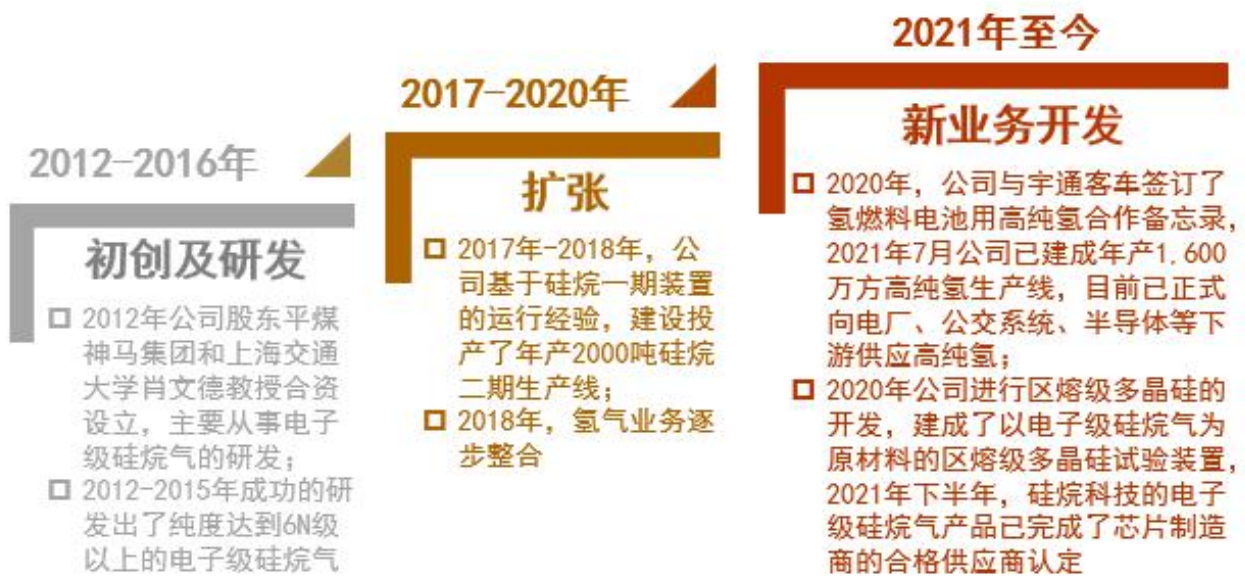 2012-2016年
初创及研发
2012年公司股东平煤
神马集团和上海交通
大学肖文德教授合资
设立，主要从事电子
级硅烷气的研发；
2012-2015年成功的研
发出了纯度达到6N级
以上的电子级硅烷气
2017-2020年
扩张
2017年-2018年，公
司基于硅烷一期装置
的运行经验，建设投
产了年产2000吨硅烷
二期生产线；
2018年，氢气业务逐
步整合
2021年至今
新业务开发
2020年，公司与宇通客车签订了
氢燃料电池用高纯氢合作备忘录，
2021年7月公司已建成年产1,600
万方高纯氢生产线，目前已正式
向电厂、公交系统、半导体等下
游供应高纯氢；
2020年公司进行区熔级多晶硅的
开发，建成了以电子级硅烷气为
原材料的区熔级多晶硅试验装置，
2021年下半年，硅烷科技的电子
级硅烷气产品已完成了芯片制造
商的合格供应商认定